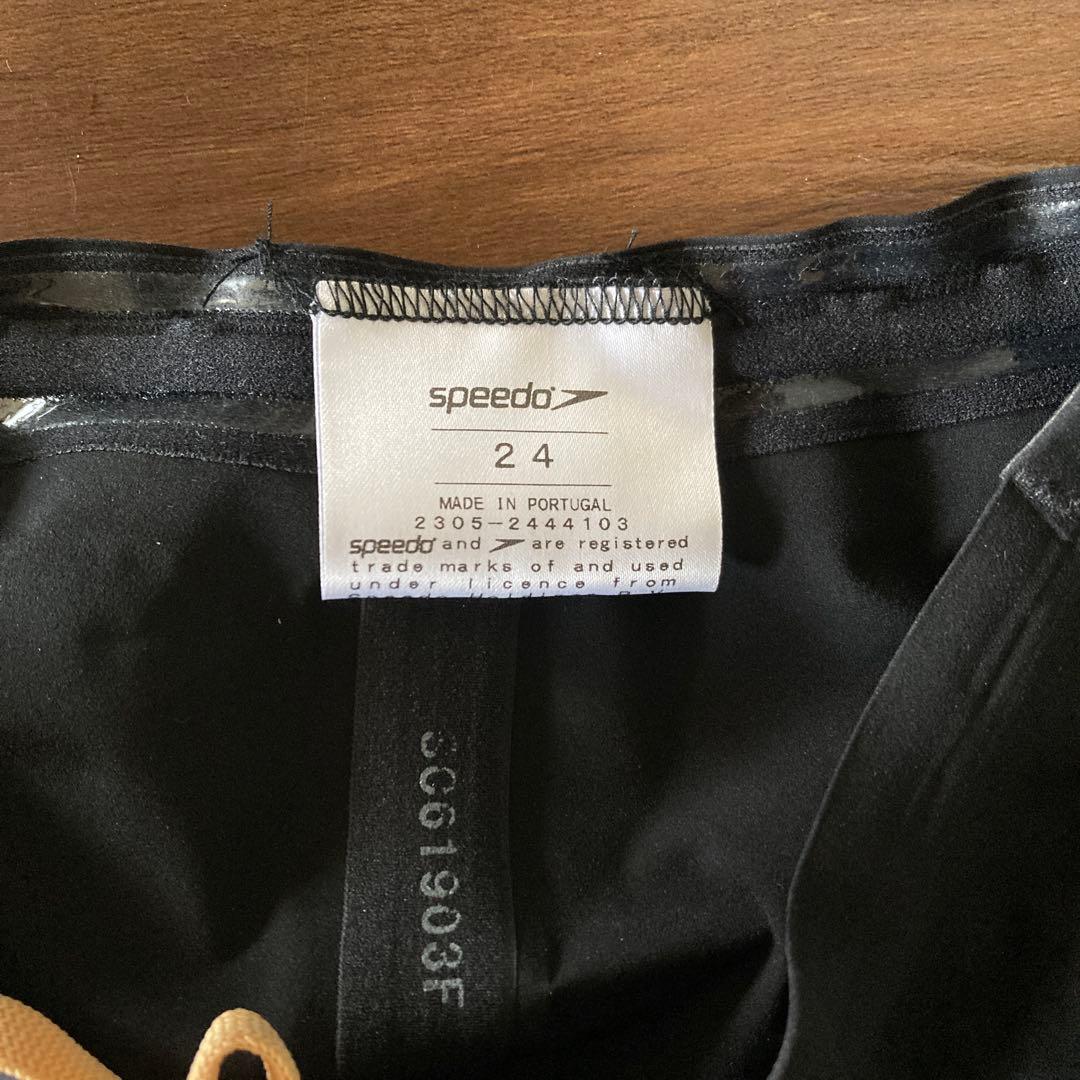 speedo
24
MADE IN PORTUGAL
2305-2444103
speedo and are registered
trade marks of and used
under licence from
SC61903F